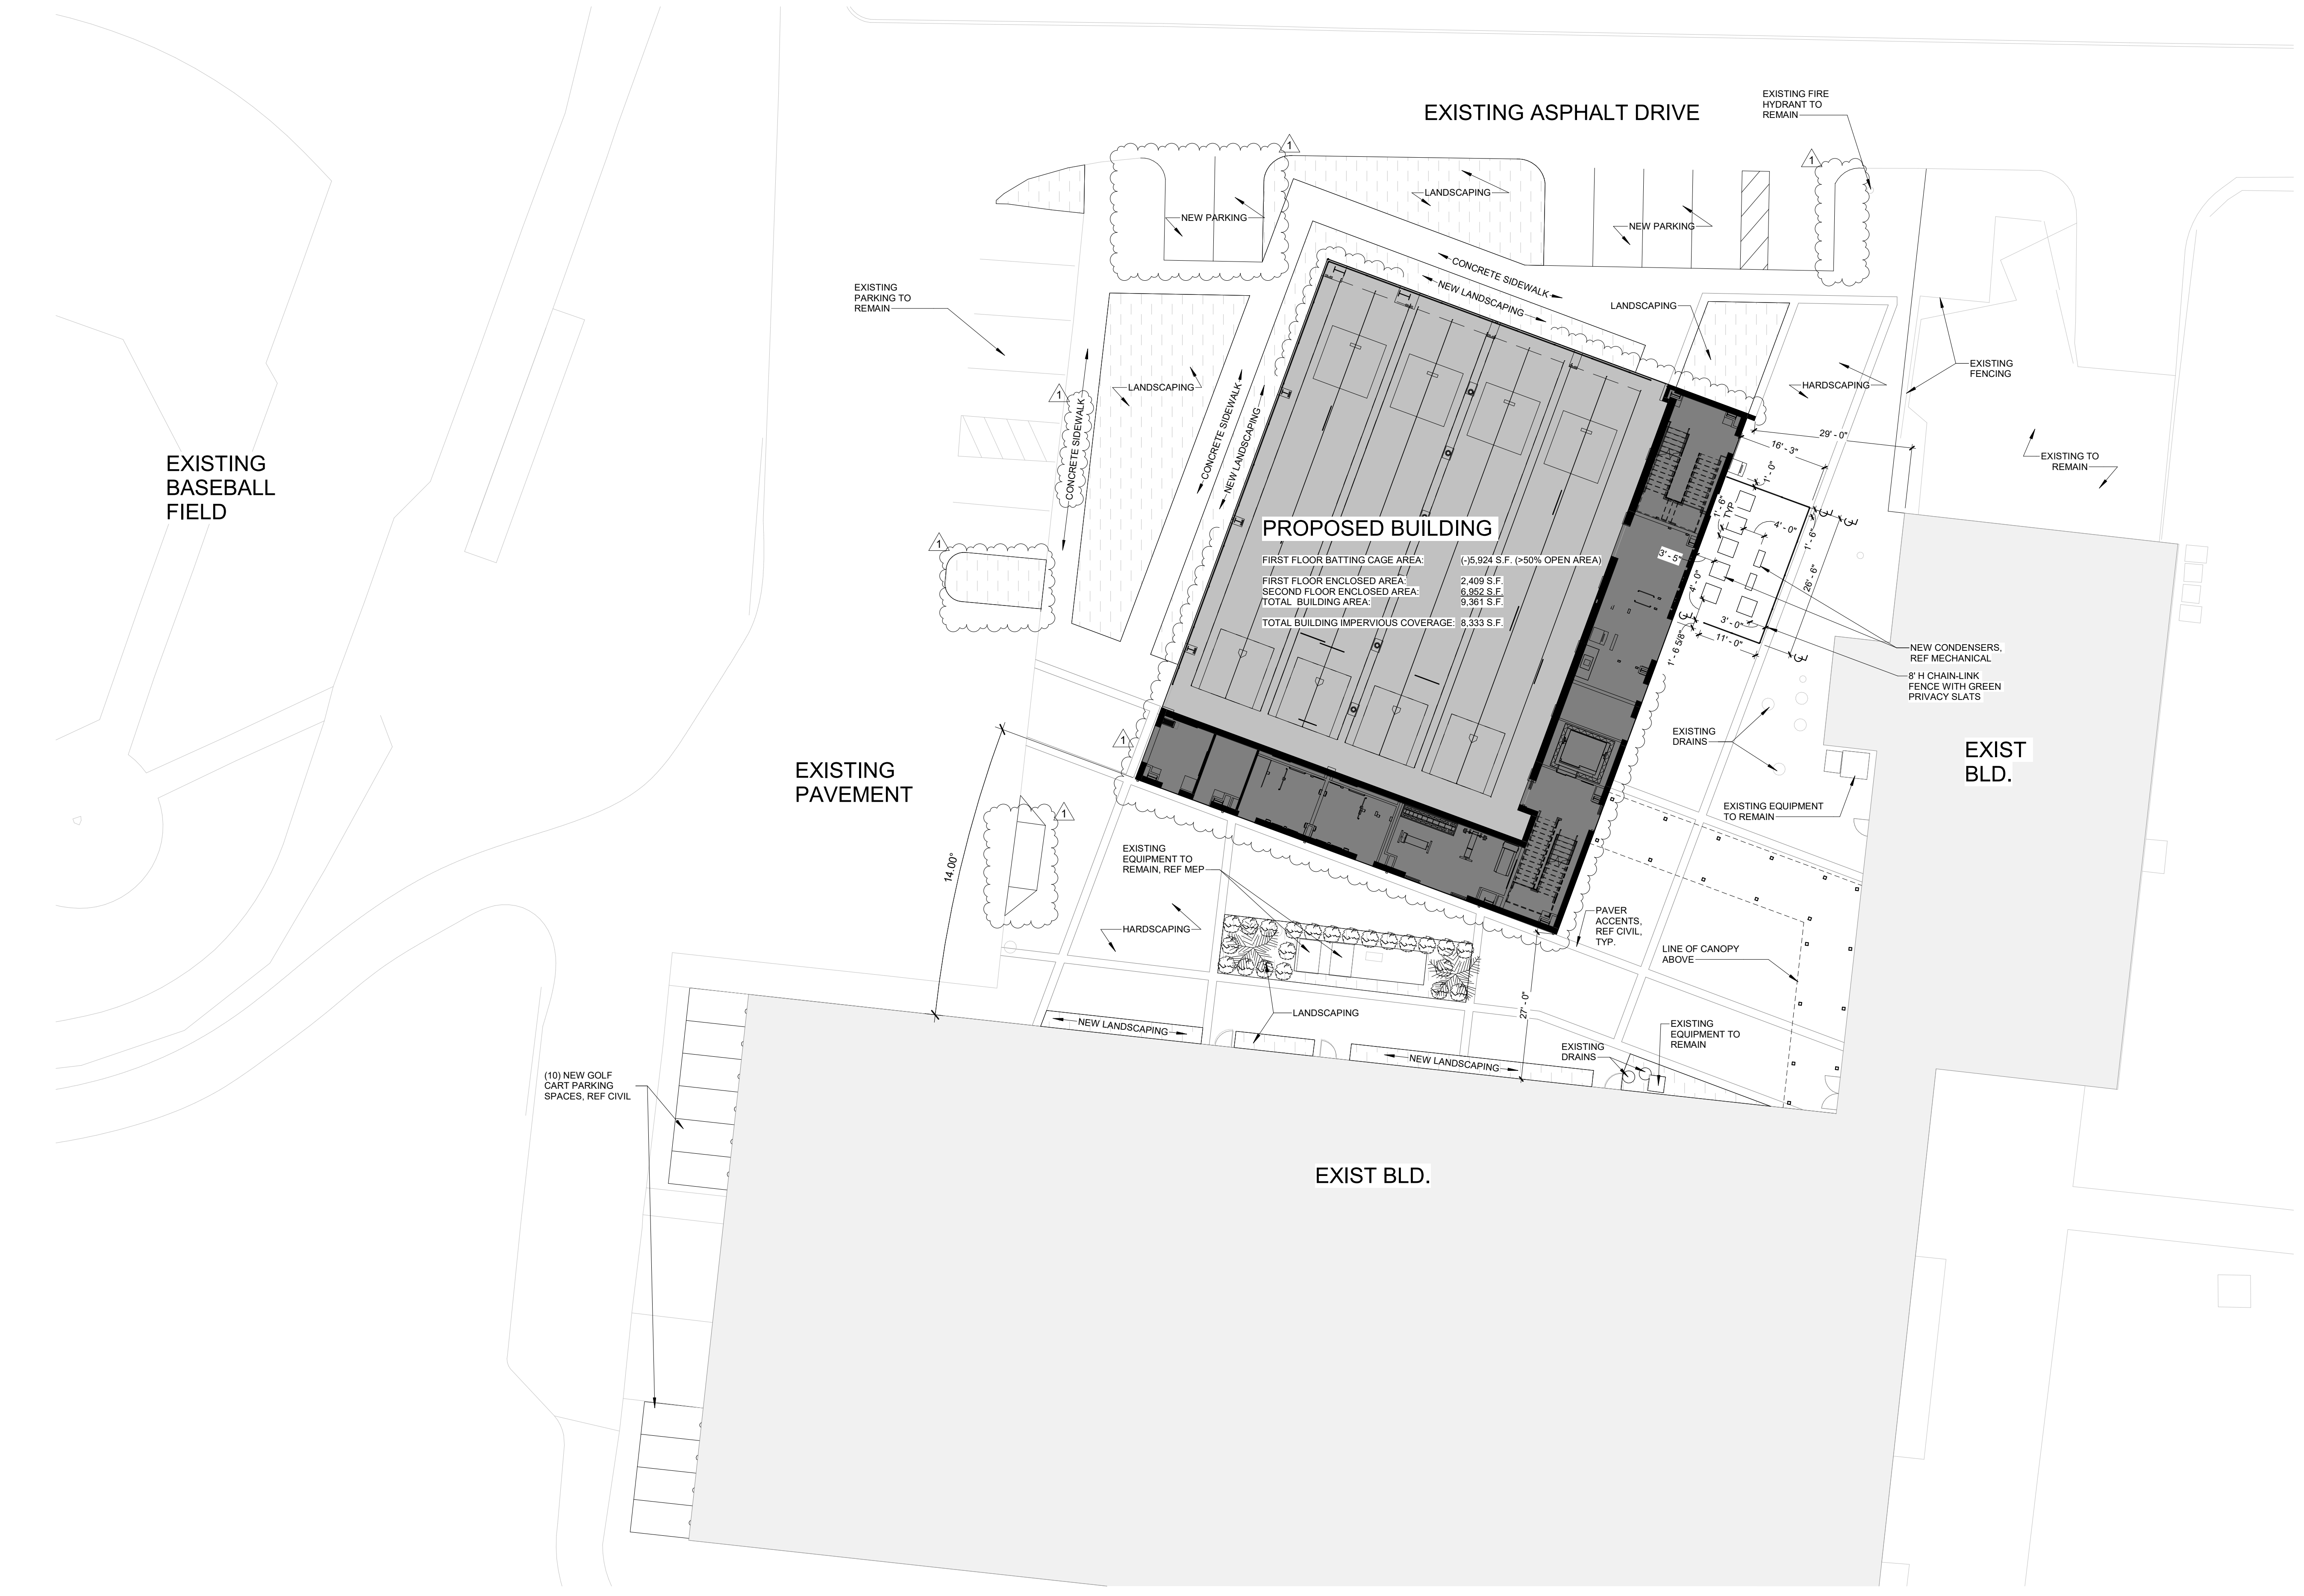 EXISTING ASPHALT DRIVE
EXISTING FIRE
HYDRANT TO
REMAIN
1
1
LANDSCAPING
NEW PARKING
NEW PARKING
CONCRETE SIDEWALK
NEW LANDSCAPING
EXISTING
PARKING TO
REMAIN
LANDSCAPING
LANDSCAPING
HARDSCAPING
EXISTING
FENCING
1
CONCRETE SIDEWALK
CONCRETE SIDEWALK
NEW LANDSCAPING
29' - 0"
16' - 3"
1' - 0"
EXISTING TO
REMAIN
EXISTING
BASEBALL
FIELD
1' - 6"
TYP
4' - 0"
1' - 6"
26' - 6"
3' - 5"
4' - 0"
3' - 0"
11' - 0"
1' - 6 5/8"
1
PROPOSED BUILDING
FIRST FLOOR BATTING CAGE AREA: (-)5,924 S.F. (>50% OPEN AREA)
FIRST FLOOR ENCLOSED AREA: 2,409 S.F.
SECOND FLOOR ENCLOSED AREA: 6,952 S.F.
TOTAL BUILDING AREA: 9,361 S.F.
TOTAL BUILDING IMPERVIOUS COVERAGE: 8,333 S.F.
NEW CONDENSERS,
REF MECHANICAL
8' H CHAIN-LINK
FENCE WITH GREEN
PRIVACY SLATS
EXISTING
DRAINS
EXIST
BLD.
1
EXISTING
PAVEMENT
EXISTING EQUIPMENT
TO REMAIN
1
14.00°
EXISTING
EQUIPMENT TO
REMAIN, REF MEP
HARDSCAPING
PAVER
ACCENTS,
REF CIVIL,
TYP.
LINE OF CANOPY
ABOVE
27' - 0"
LANDSCAPING
NEW LANDSCAPING
NEW LANDSCAPING
EXISTING
DRAINS
EXISTING
EQUIPMENT TO
REMAIN
(10) NEW GOLF
CART PARKING
SPACES, REF CIVIL
EXIST BLD.